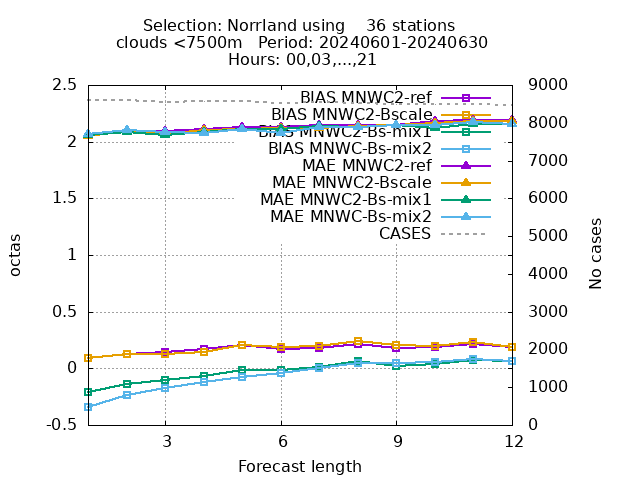 Selection: Norrland using 36 stations
clouds <7500m Period: 20240601-20240630
Hours: 00,03,...,21
2.5
2
1.5
1
0.5
0
-0.5
octas
9000
8000
7000
6000
5000
4000
3000
2000
1000
0
No cases
BIAS MNWC2-ref
BIAS MNWC2-Bscale
BIAS MNWC2-Bs-mix1
BIAS MNWC-Bs-mix2
MAE MNWC2-ref
MAE MNWC2-Bscale
MAE MNWC2-Bs-mix1
MAE MNWC-Bs-mix2
CASES
3 6 9 12
Forecast length